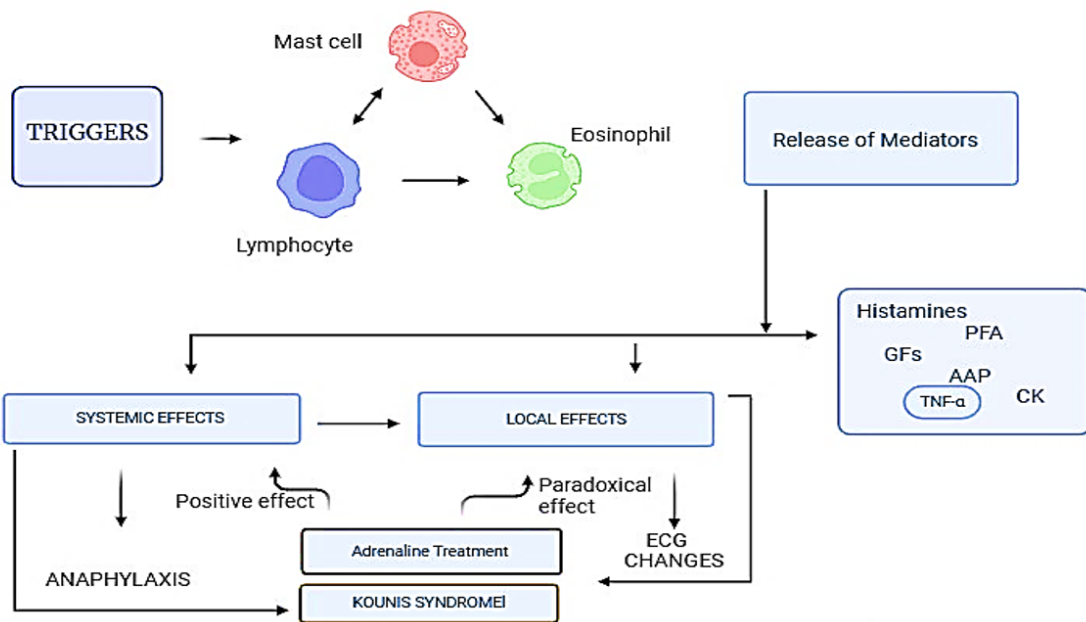 Mast cell
TRIGGERS
Eosinophil
Release of Mediators
Lymphocyte
Histamines
PFA
GFs
AAP
TNF-α
CK
SYSTEMIC EFFECTS
LOCAL EFFECTS
Positive effect
Paradoxical
effect
Adrenaline Treatment
ECG
CHANGES
ANAPHYLAXIS
KOUNIS SYNDROMEl